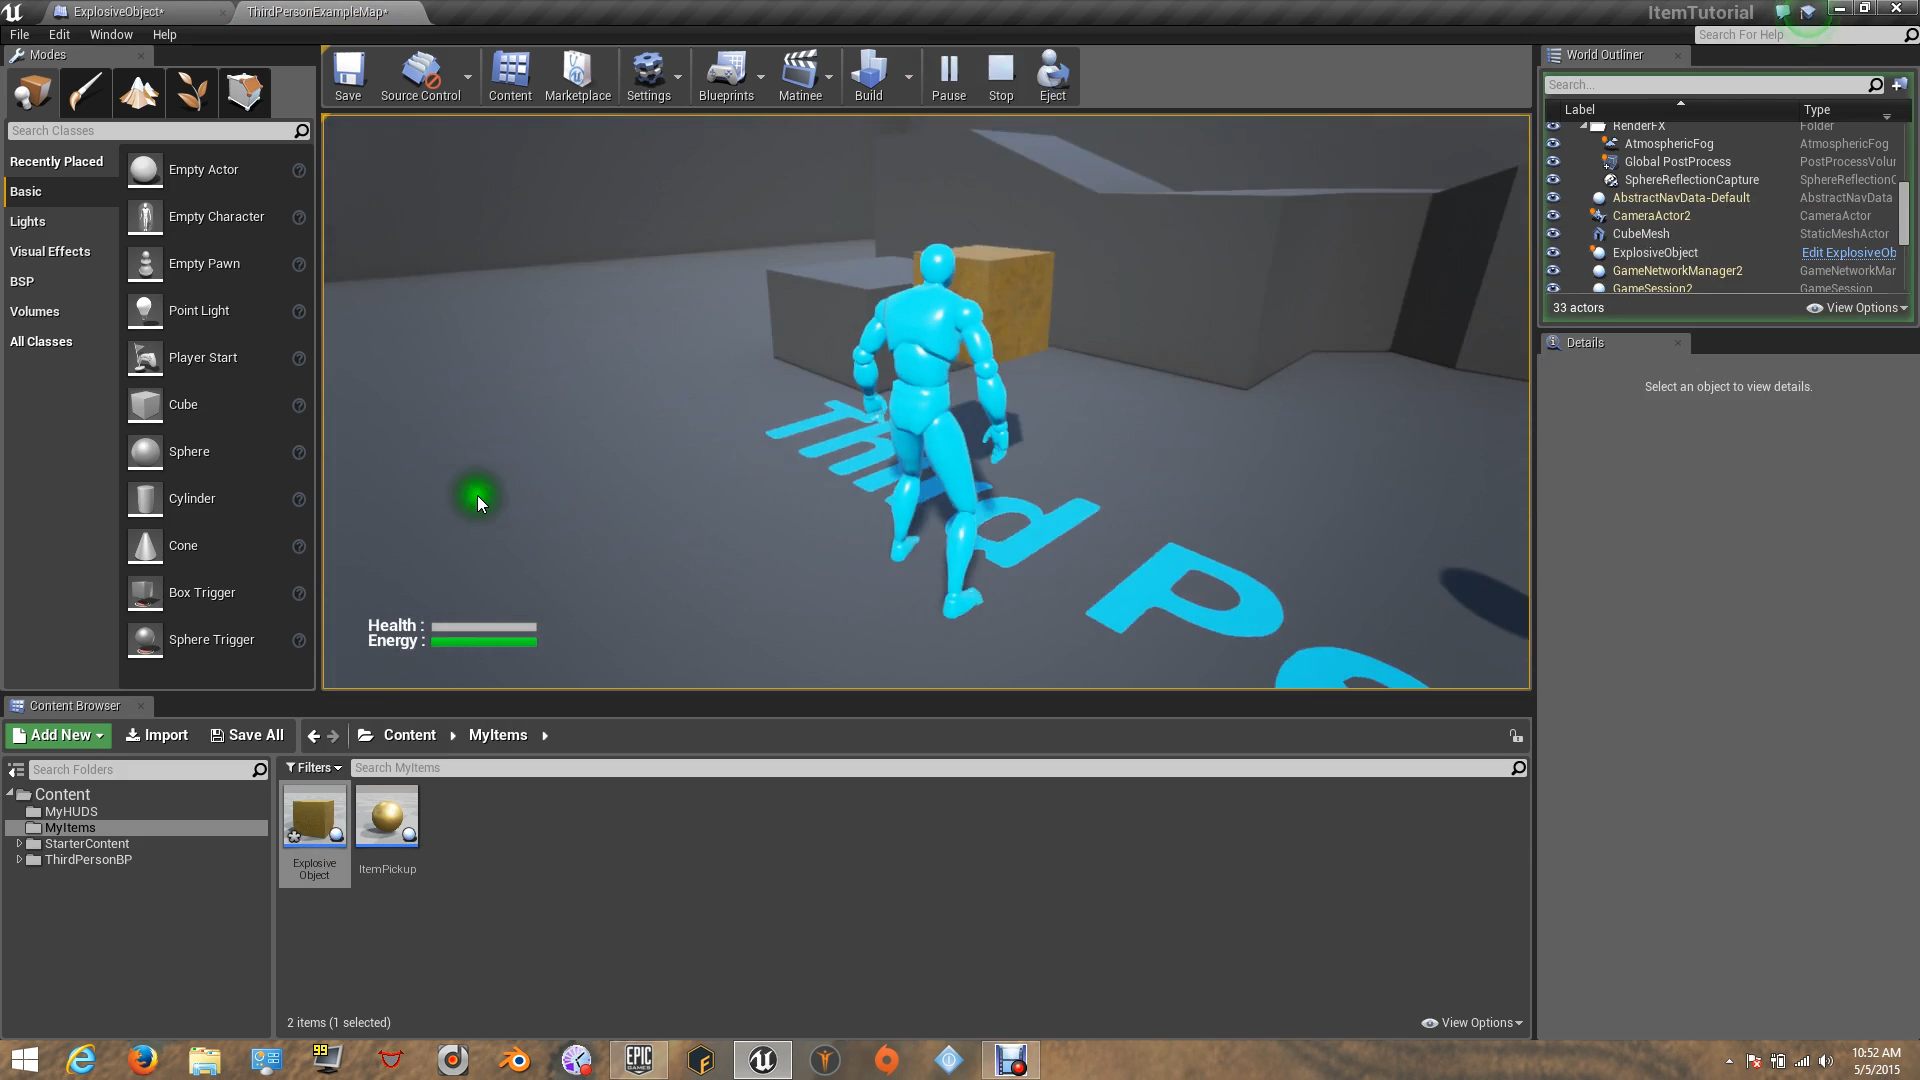 ExplosiveObject*
ThirdPersonExampleMap*
ItemTutorial
File Edit Window Help
Search For Help
Modes
Save Source Control Content Marketplace Settings Blueprints Matinee Build Pause Stop Eject
World Outliner
Search...
Label Type
RenderFX Folder
AtmosphericFog AtmosphericFog
Global PostProcess PostProcessVolur
SphereReflectionCapture SphereReflectionC
AbstractNavData-Default AbstractNavData
CameraActor2 CameraActor
CubeMesh StaticMeshActor
ExplosiveObject Edit ExplosiveOb
GameNetworkManager2 GameNetworkMar
GameSession2 GameSession
33 actors View Options
Details
Select an object to view details.
Search Classes
Recently Placed
Basic
Lights
Visual Effects
BSP
Volumes
All Classes
Empty Actor
Empty Character
Empty Pawn
Point Light
Player Start
Cube
Sphere
Cylinder
Cone
Box Trigger
Sphere Trigger
Third Pe
Health :
Energy :
Content Browser
Add New Import Save All Content MyItems
Search Folders
Filters Search MyItems
Content
MyHUDS
MyItems
StarterContent
ThirdPersonBP
Explosive
Object
ItemPickup
2 items (1 selected) View Options
99
EPIC
GAMES
10:52 AM
5/5/2015